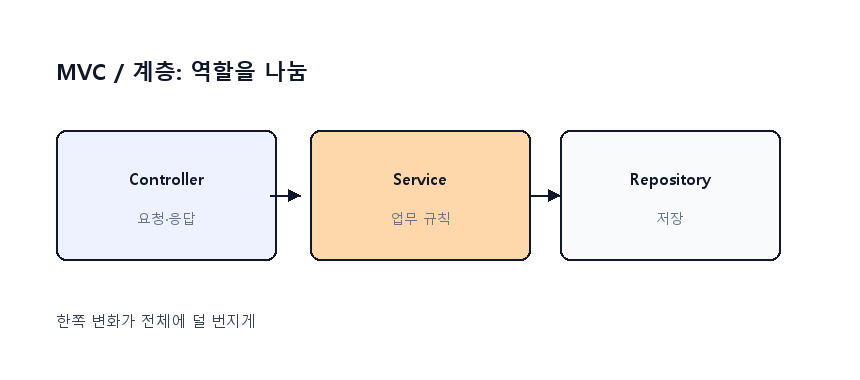 MVC / 계층: 역할을 나눔
Controller
요청·응답
Service
업무 규칙
Repository
저장
한쪽 변화가 전체에 덜 번지게